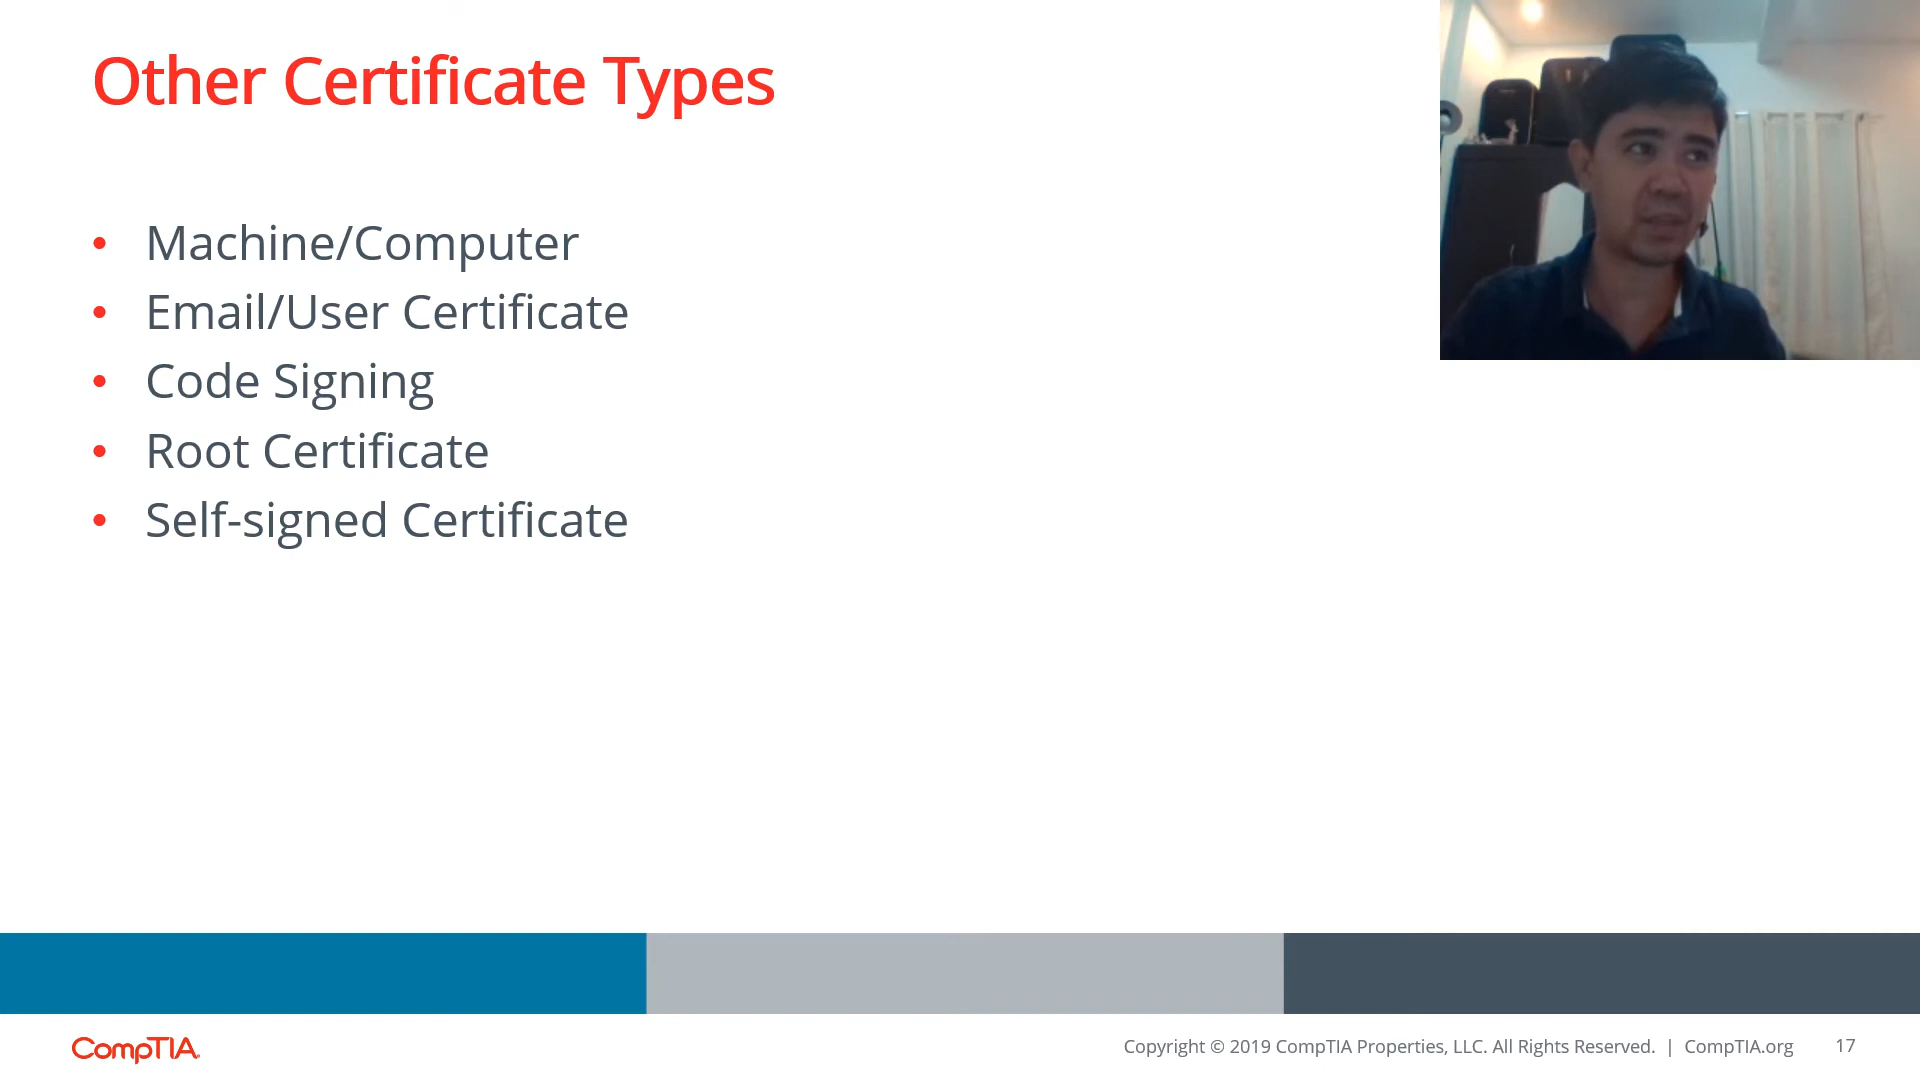 Other Certificate Types
• Machine/Computer
• Email/User Certificate
• Code Signing
• Root Certificate
• Self-signed Certificate
CompTIA.
Copyright © 2019 CompTIA Properties, LLC. All Rights Reserved. | CompTIA.org 17